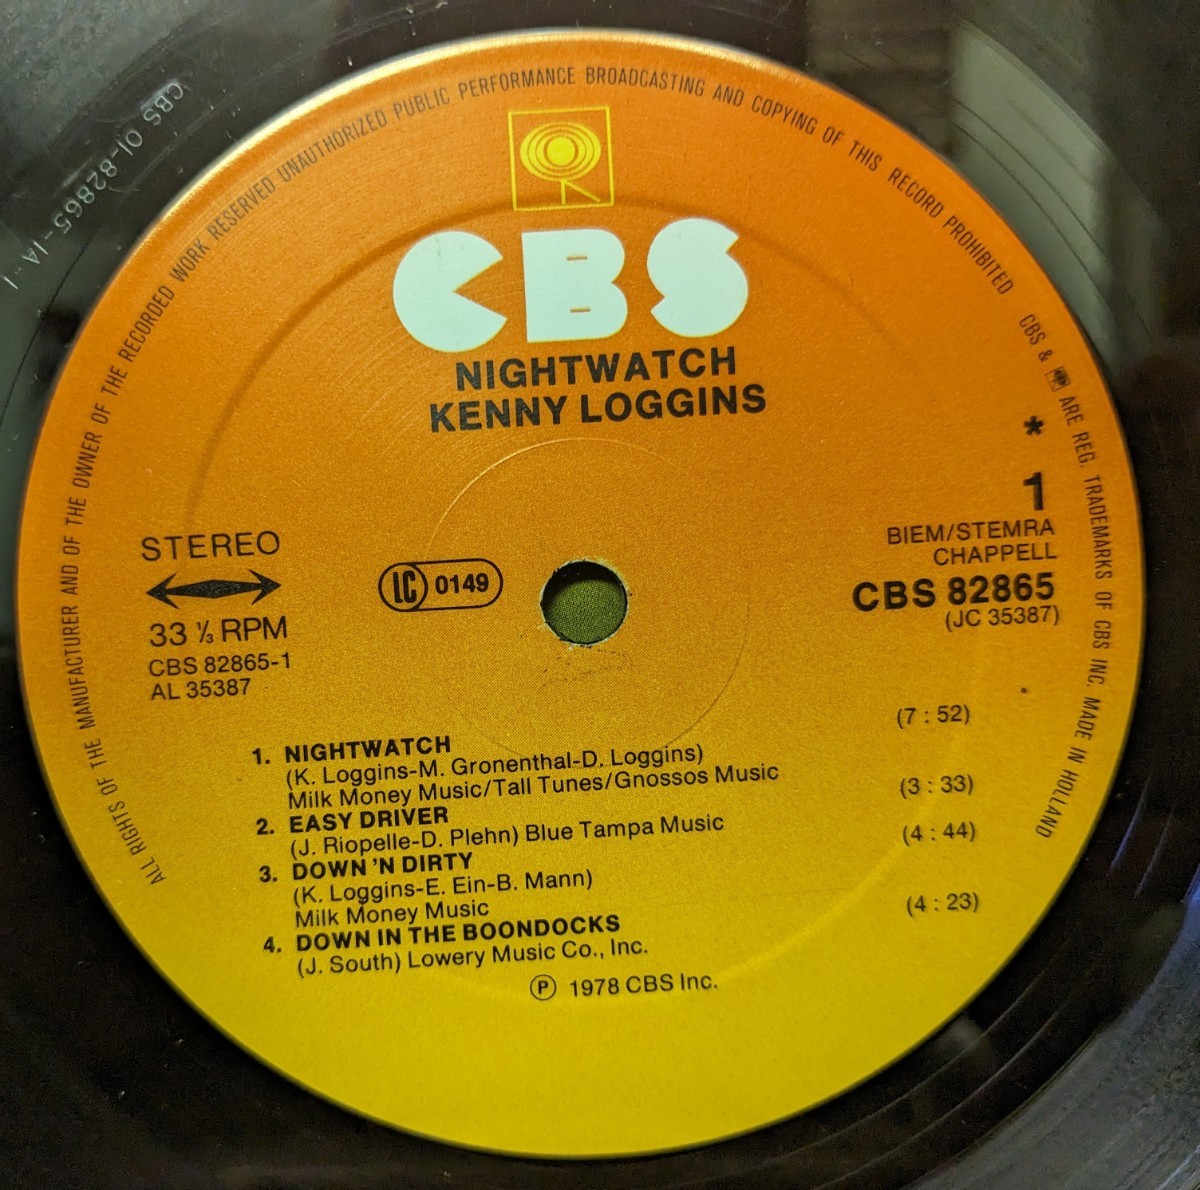 ALL RIGHTS OF THE MANUFACTURER AND OF THE OWNER OF THE RECORDED WORK RESERVED UNAUTHORIZED PUBLIC PERFORMANCE BROADCASTING AND COPYING OF THIS RECORD PROHIBITED CBS & ARE REG. TRADEMARKS OF CBS INC. MADE IN HOLLAND
CBS 01-82865-1A-1
CBS
NIGHTWATCH
KENNY LOGGINS
*
1
BIEM/STEMRA
CHAPPELL
CBS 82865
(JC 35387)
STEREO
33 ⅓ RPM
CBS 82865-1
AL 35387
LC 0149
1. NIGHTWATCH (7 : 52)
(K. Loggins-M. Gronenthal-D. Loggins)
Milk Money Music/Tall Tunes/Gnossos Music
2. EASY DRIVER (3 : 33)
(J. Riopelle-D. Plehn) Blue Tampa Music
3. DOWN 'N DIRTY (4 : 44)
(K. Loggins-E. Ein-B. Mann)
Milk Money Music
4. DOWN IN THE BOONDOCKS (4 : 23)
(J. South) Lowery Music Co., Inc.
Ⓟ 1978 CBS Inc.